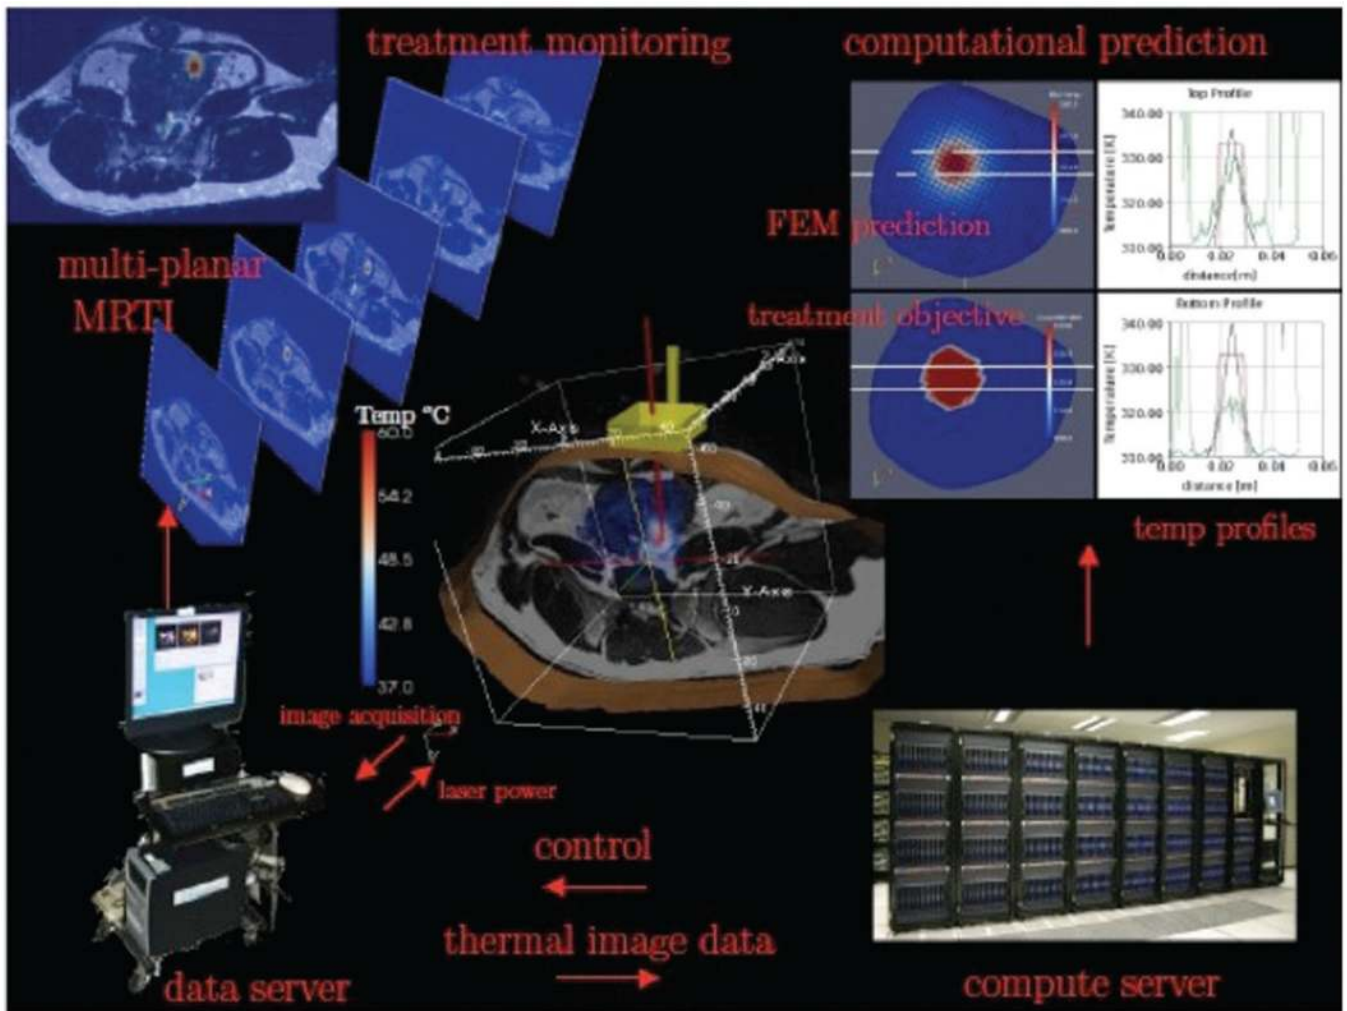 treatment monitoring
computational prediction
multi-planar
MRTI
Top Profile
Temperature [K]
340.00
330.00
320.00
310.00
0.00 0.02 0.04 0.06
distance[m]
FEM prediction
treatment objective
Bottom Profile
Temperature [K]
340.00
330.00
320.00
310.00
0.00 0.02 0.04 0.06
distance [m]
temp profiles
Temp °C
60.0
54.2
48.5
42.8
37.0
X-Axis
Y-Axis
image acquisition
laser power
control
thermal image data
data server
compute server